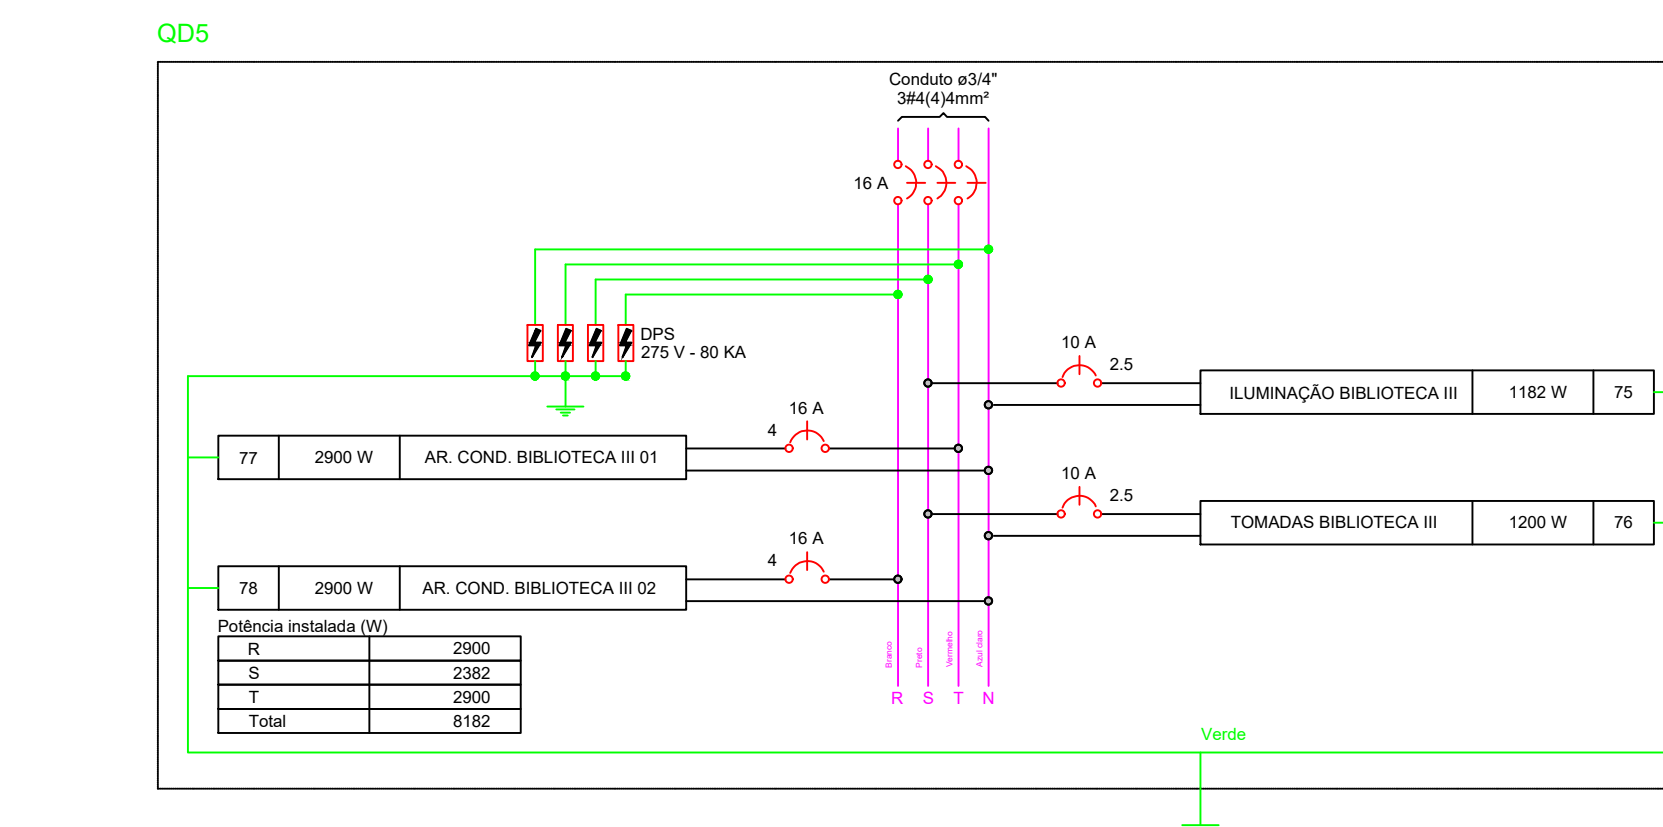 QD5
Conduto ø3/4"
3#4(4)4mm²
16 A
DPS
275 V - 80 KA
10 A
2.5
ILUMINAÇÃO BIBLIOTECA III 1182 W 75
16 A
4
77 2900 W AR. COND. BIBLIOTECA III 01
10 A
2.5
TOMADAS BIBLIOTECA III 1200 W 76
16 A
4
78 2900 W AR. COND. BIBLIOTECA III 02
Potência instalada (W)
R 2900
S 2382
T 2900
Total 8182
Branco
Preto
Vermelho
Azul claro
R S T N
Verde